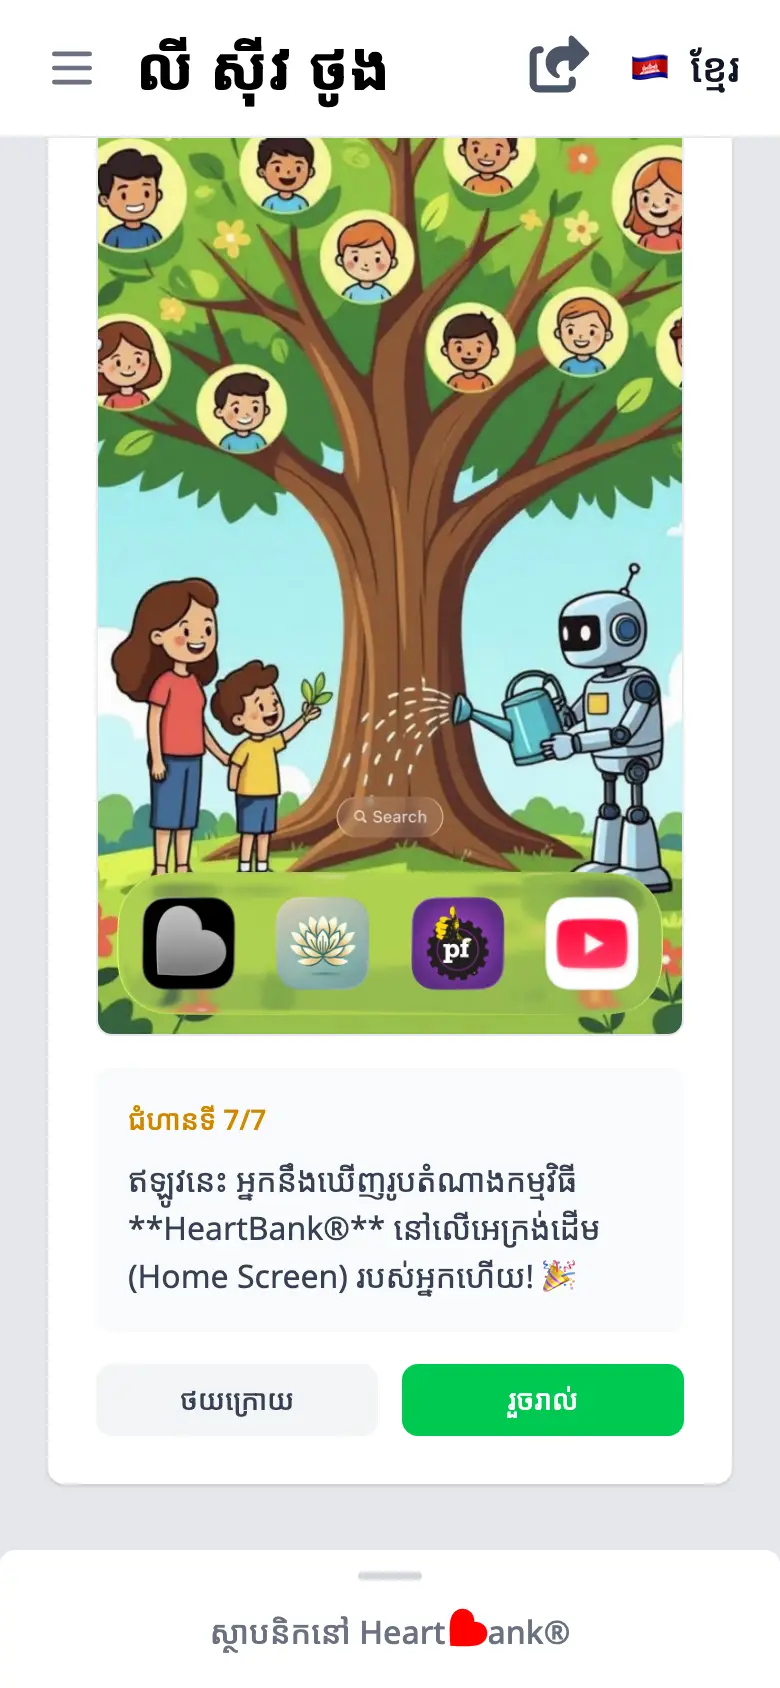 លី ស៊ីវ ថូង
🇰🇭 ខ្មែរ
Search
pf
ជំហានទី 7/7
ឥឡូវនេះ អ្នកនឹងឃើញរូបតំណាងកម្មវិធី
**HeartBank®** នៅលើអេក្រង់ដើម
(Home Screen) របស់អ្នកហើយ! 🎉
ថយក្រោយ
រួចរាល់
ស្ថាបនិកនៅ Heart❤ank®